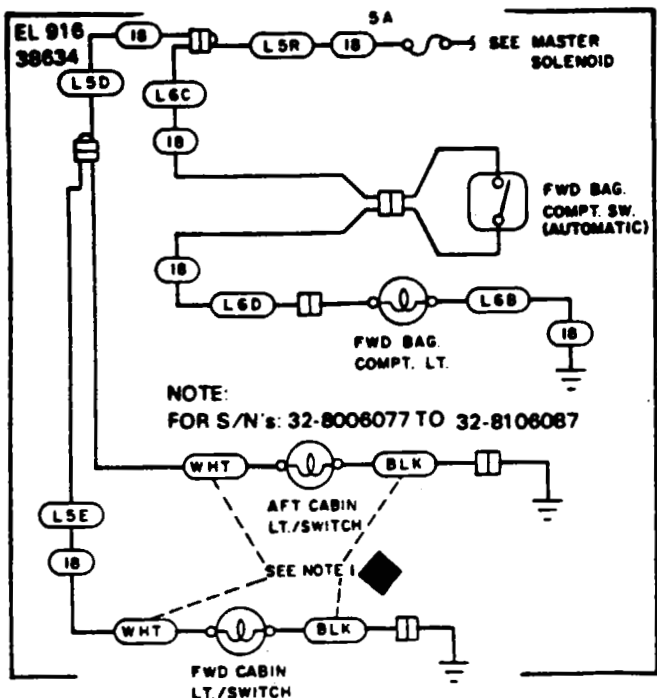 EL 916
38634
18
L5R
18
5A
SEE MASTER
SOLENOID
L5D
L6C
18
FWD BAG.
COMPT. SW.
(AUTOMATIC)
18
L6D
L6B
18
FWD BAG.
COMPT. LT.
NOTE:
FOR S/N's: 32-8006077 TO 32-8106087
WHT
BLK
AFT CABIN
LT./SWITCH
L5E
18
SEE NOTE 1
WHT
BLK
FWD CABIN
LT./SWITCH